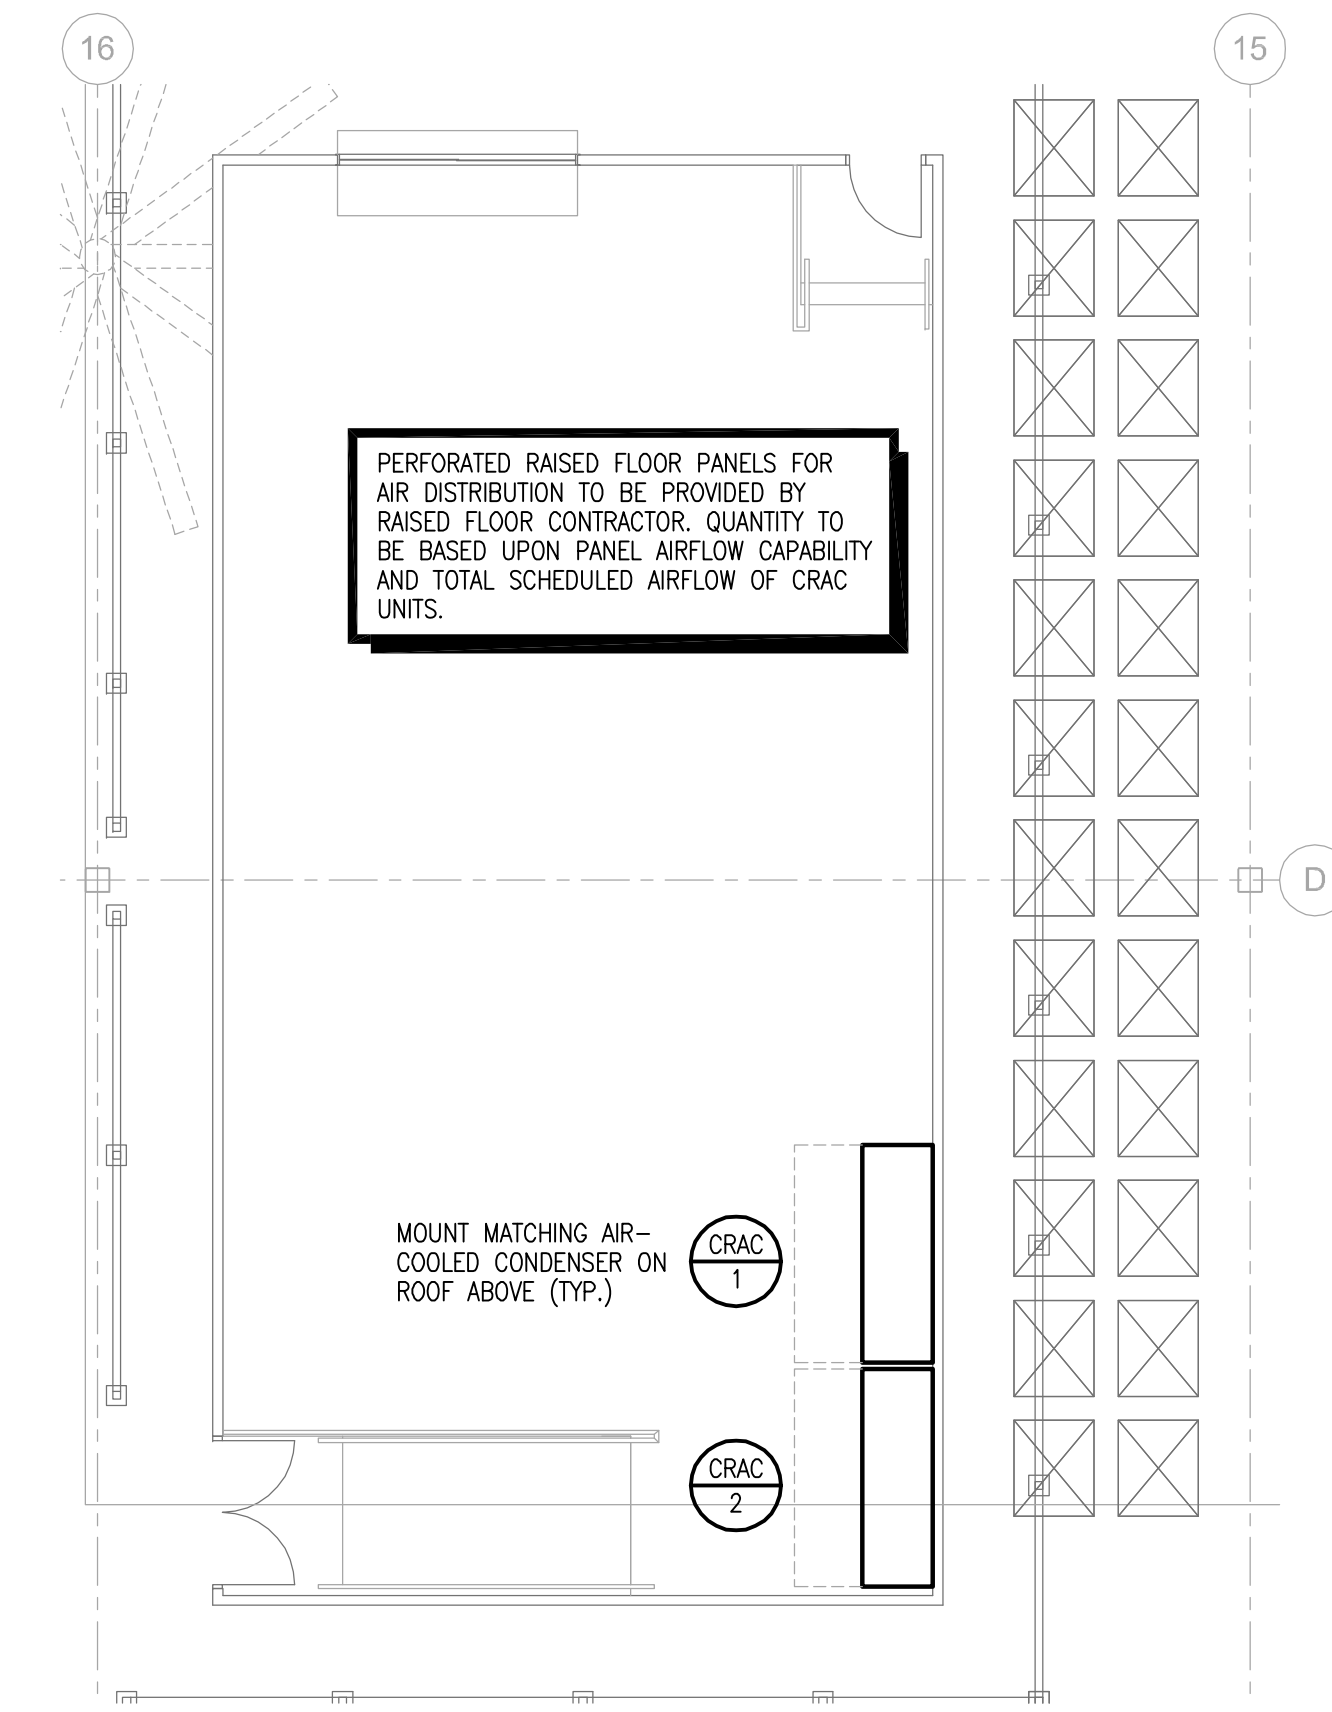 16
15
PERFORATED RAISED FLOOR PANELS FOR
AIR DISTRIBUTION TO BE PROVIDED BY
RAISED FLOOR CONTRACTOR. QUANTITY TO
BE BASED UPON PANEL AIRFLOW CAPABILITY
AND TOTAL SCHEDULED AIRFLOW OF CRAC
UNITS.
D
MOUNT MATCHING AIR-
COOLED CONDENSER ON
ROOF ABOVE (TYP.)
CRAC
1
CRAC
2